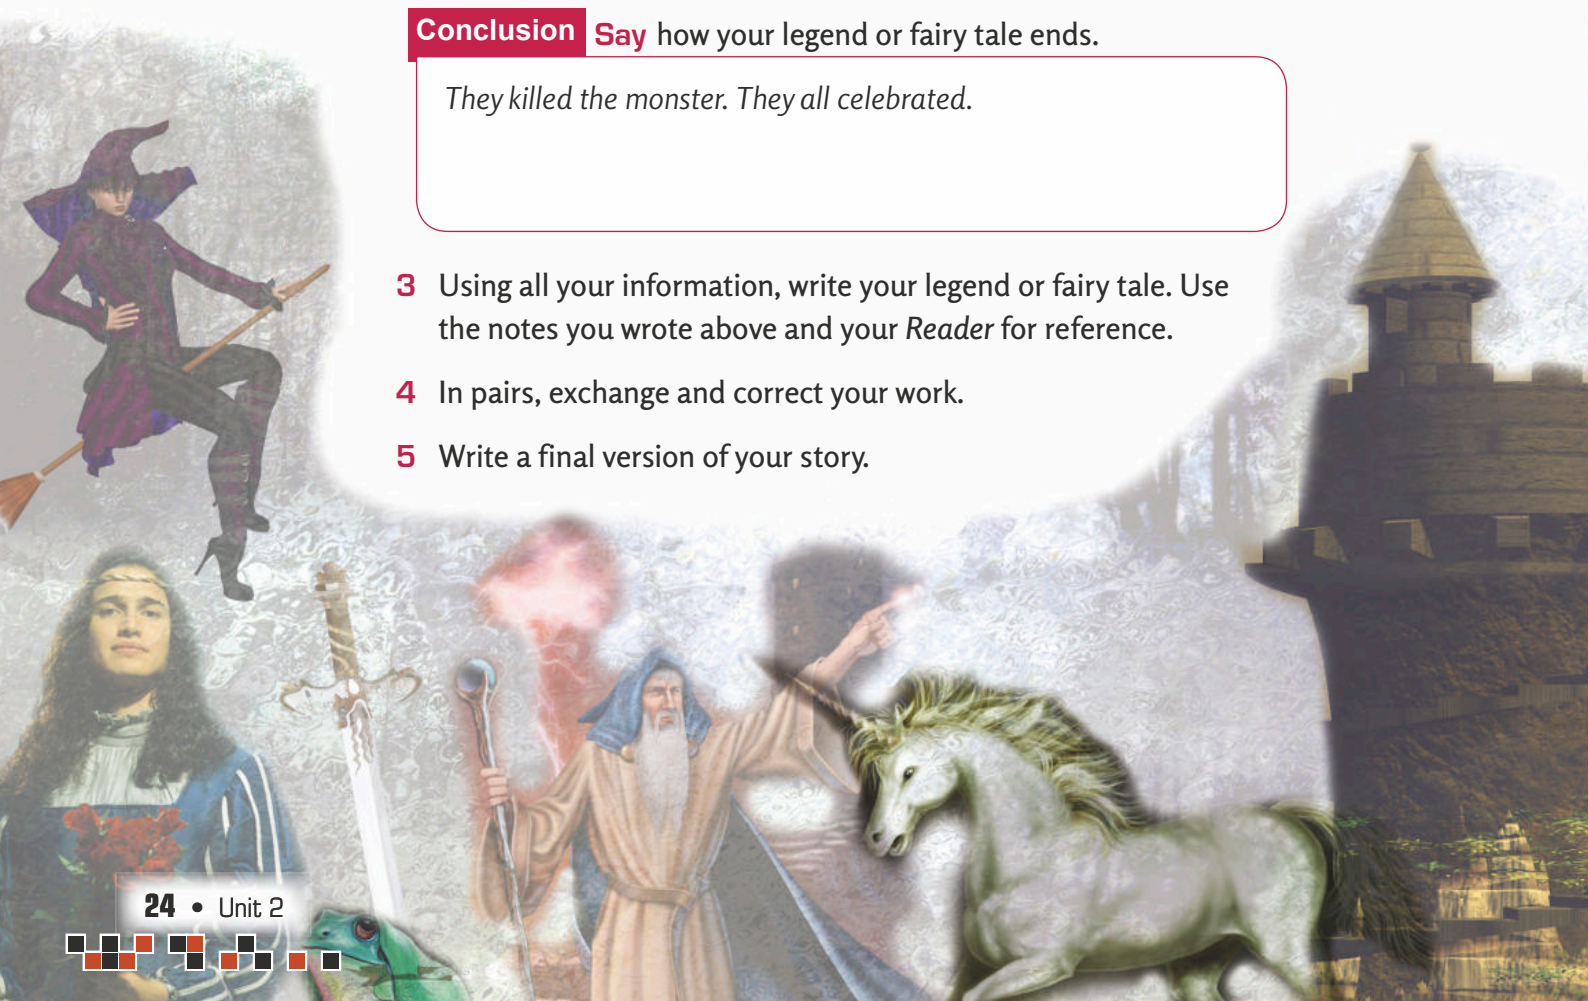 Conclusion Say how your legend or fairy tale ends.
They killed the monster. They all celebrated.
3 Using all your information, write your legend or fairy tale. Use
the notes you wrote above and your Reader for reference.
4 In pairs, exchange and correct your work.
5 Write a final version of your story.
24 • Unit 2